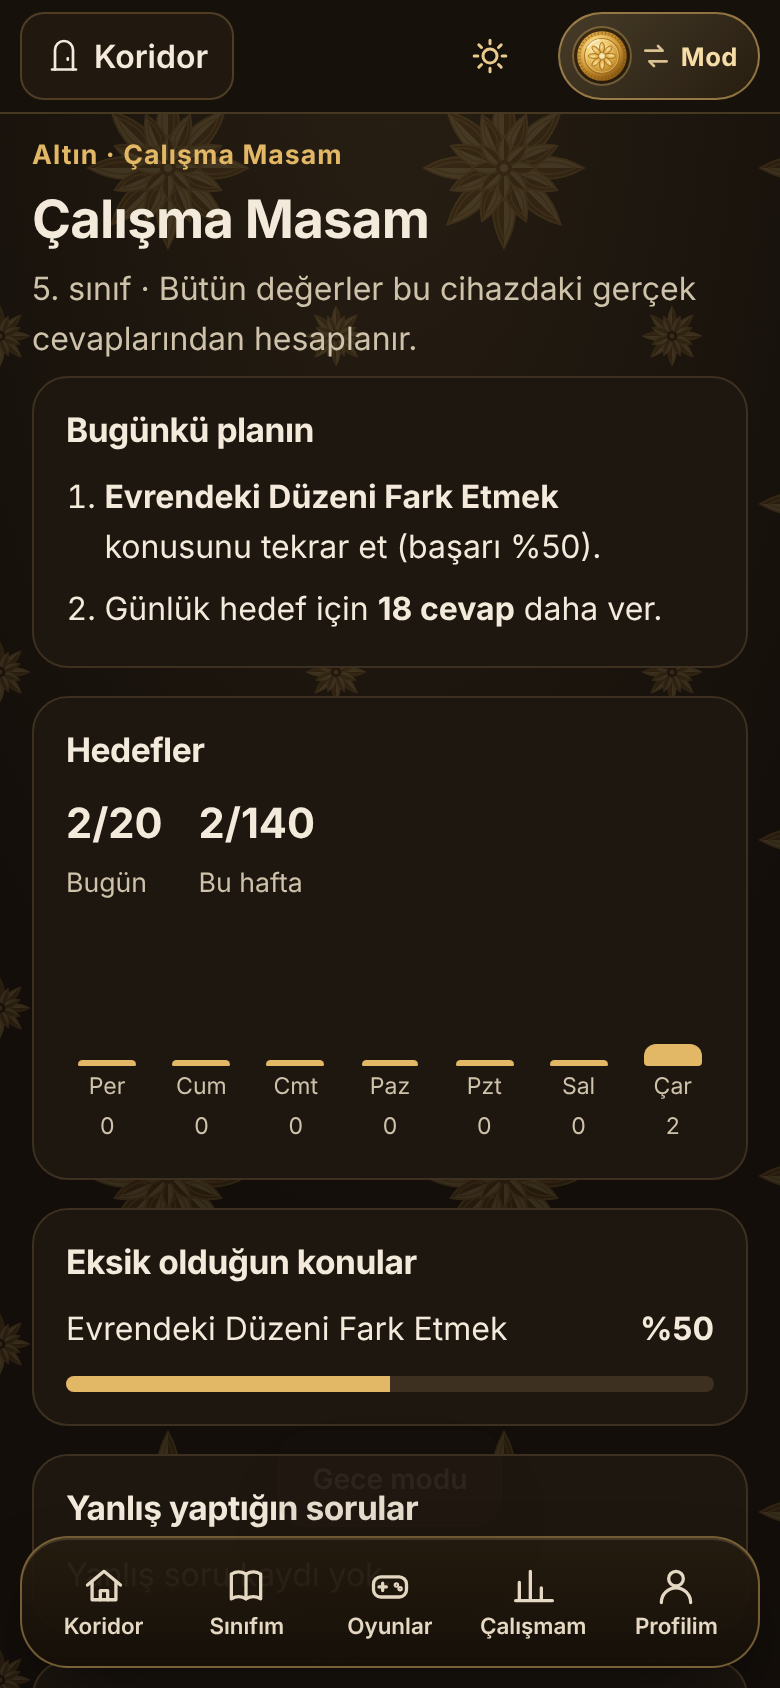 Koridor
Mod
Altın · Çalışma Masam
Çalışma Masam
5. sınıf · Bütün değerler bu cihazdaki gerçek
cevaplarından hesaplanır.
Bugünkü planın
1. Evrendeki Düzeni Fark Etmek
konusunu tekrar et (başarı %50).
2. Günlük hedef için 18 cevap daha ver.
Hedefler
2/20 2/140
Bugün Bu hafta
Per Cum Cmt Paz Pzt Sal Çar
0 0 0 0 0 0 2
Eksik olduğun konular
Evrendeki Düzeni Fark Etmek %50
Gece modu
Yanlış yaptığın sorular
Koridor Sınıfım Oyunlar Çalışmam Profilim